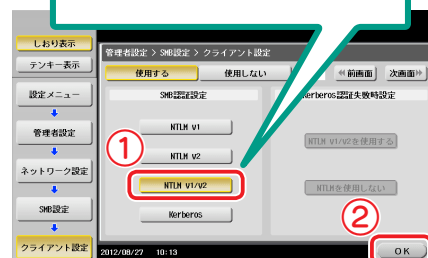 しおり表示
テンキー表示
設定メニュー
管理者設定
ネットワーク設定
SMB設定
クライアント設定
管理者設定 > SMB設定 > クライアント設定
使用する
使用しない
前画面
次画面
SMB認証設定
Kerberos認証失敗時設定
①
NTLM v1
NTLM v2
NTLM v1/v2
Kerberos
NTLM v1/v2を使用する
NTLMを使用しない
②
2012/08/27 10:13
OK